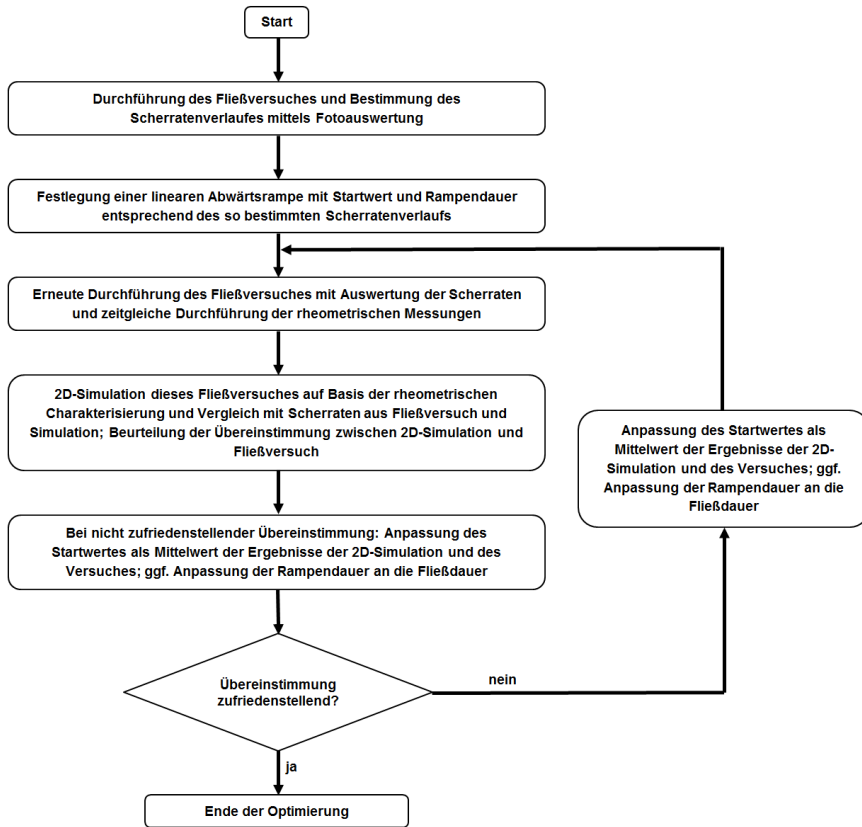 Start
Durchführung des Fließversuches und Bestimmung des
Scherratenverlaufes mittels Fotoauswertung
Festlegung einer linearen Abwärtsrampe mit Startwert und Rampendauer
entsprechend des so bestimmten Scherratenverlaufs
Erneute Durchführung des Fließversuches mit Auswertung der Scherraten
und zeitgleiche Durchführung der rheometrischen Messungen
2D-Simulation dieses Fließversuches auf Basis der rheometrischen
Charakterisierung und Vergleich mit Scherraten aus Fließversuch und
Simulation; Beurteilung der Übereinstimmung zwischen 2D-Simulation und
Fließversuch
Bei nicht zufriedenstellender Übereinstimmung: Anpassung des
Startwertes als Mittelwert der Ergebnisse der 2D-Simulation und des
Versuches; ggf. Anpassung der Rampendauer an die Fließdauer
Übereinstimmung
zufriedenstellend?
nein
Anpassung des Startwertes als
Mittelwert der Ergebnisse der 2D-
Simulation und des Versuches; ggf.
Anpassung der Rampendauer an die
Fließdauer
ja
Ende der Optimierung